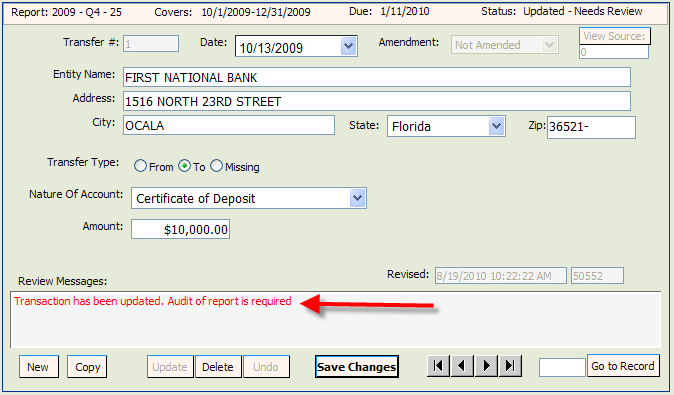 Report: 2009 - Q4 - 25 Covers: 10/1/2009-12/31/2009 Due: 1/11/2010 Status: Updated - Needs Review
Transfer #: 1 Date: 10/13/2009 Amendment: Not Amended View Source: 0
Entity Name: FIRST NATIONAL BANK
Address: 1516 NORTH 23RD STREET
City: OCALA State: Florida Zip: 36521-
Transfer Type: From To Missing
Nature Of Account: Certificate of Deposit
Amount: $10,000.00
Review Messages: Revised: 8/19/2010 10:22:22 AM 50552
Transaction has been updated. Audit of report is required
New Copy Update Delete Undo Save Changes Go to Record